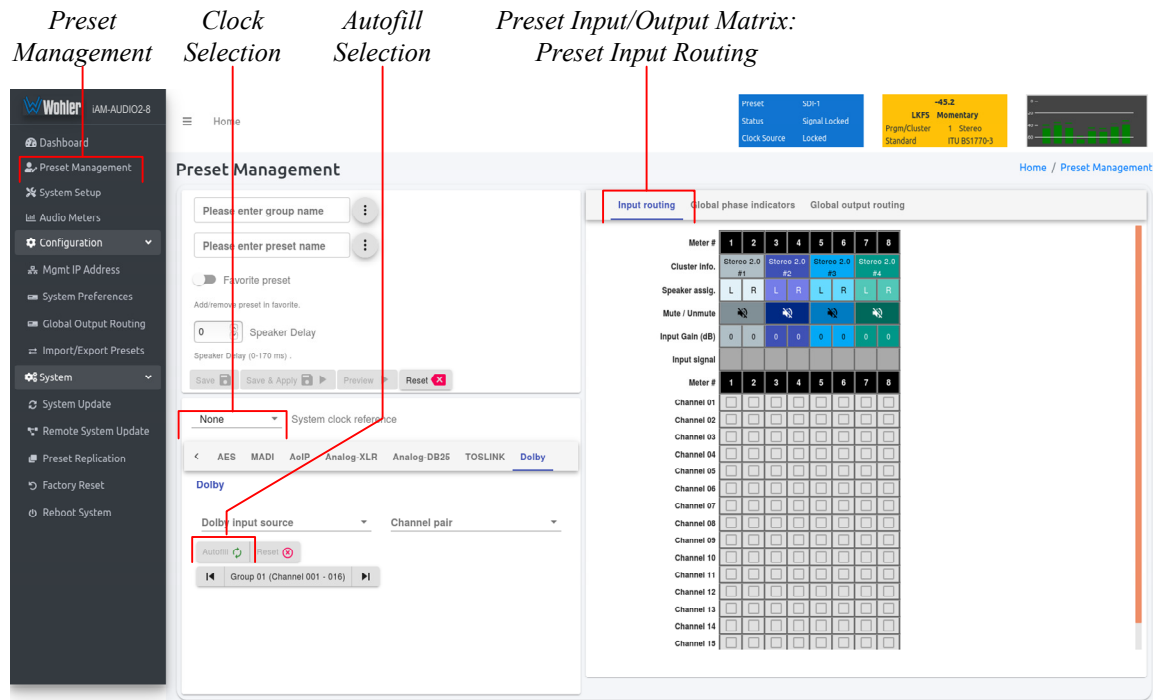 Preset Management
Clock Selection
Autofill Selection
Preset Input/Output Matrix: Preset Input Routing
Wohler iAM-AUDIO2-8
Dashboard
Preset Management
System Setup
Audio Meters
Configuration
Mgmt IP Address
System Preferences
Global Output Routing
Import/Export Presets
System
System Update
Remote System Update
Preset Replication
Factory Reset
Reboot System
Home
Preset SDI-1
Status Signal Locked
Clock Source Locked
-45.2
LKFS Momentary
Prgm/Cluster 1 Stereo
Standard ITU BS1770-3
Preset Management
Home / Preset Management
Please enter group name
Please enter preset name
Favorite preset
Add/remove preset in favorite.
0 Speaker Delay
Speaker Delay (0-170 ms) .
Save Save & Apply Preview Reset
None System clock reference
AES MADI AoIP Analog-XLR Analog-DB25 TOSLINK Dolby
Dolby
Dolby input source Channel pair
Autofill Reset
Group 01 (Channel 001 - 016)
Input routing Global phase indicators Global output routing
Meter # 1 2 3 4 5 6 7 8
Cluster info. Stereo 2.0 #1 Stereo 2.0 #2 Stereo 2.0 #3 Stereo 2.0 #4
Speaker assig. L R L R L R L R
Mute / Unmute
Input Gain (dB) 0 0 0 0 0 0 0 0
Input signal
Meter # 1 2 3 4 5 6 7 8
Channel 01
Channel 02
Channel 03
Channel 04
Channel 05
Channel 06
Channel 07
Channel 08
Channel 09
Channel 10
Channel 11
Channel 12
Channel 13
Channel 14
Channel 15